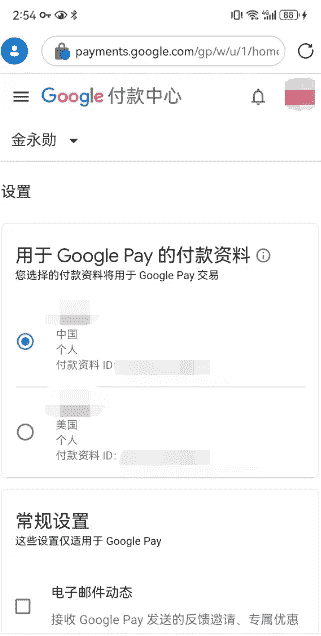 2:54
68
payments.google.com/gp/w/u/1/home
Google 付款中心
金永勋
设置
用于 Google Pay 的付款资料
您选择的付款资料将用于 Google Pay 交易
中国
个人
付款资料 ID:
美国
个人
付款资料 ID:
常规设置
这些设置仅适用于 Google Pay
电子邮件动态
接收 Google Pay 发送的反馈邀请、专属优惠